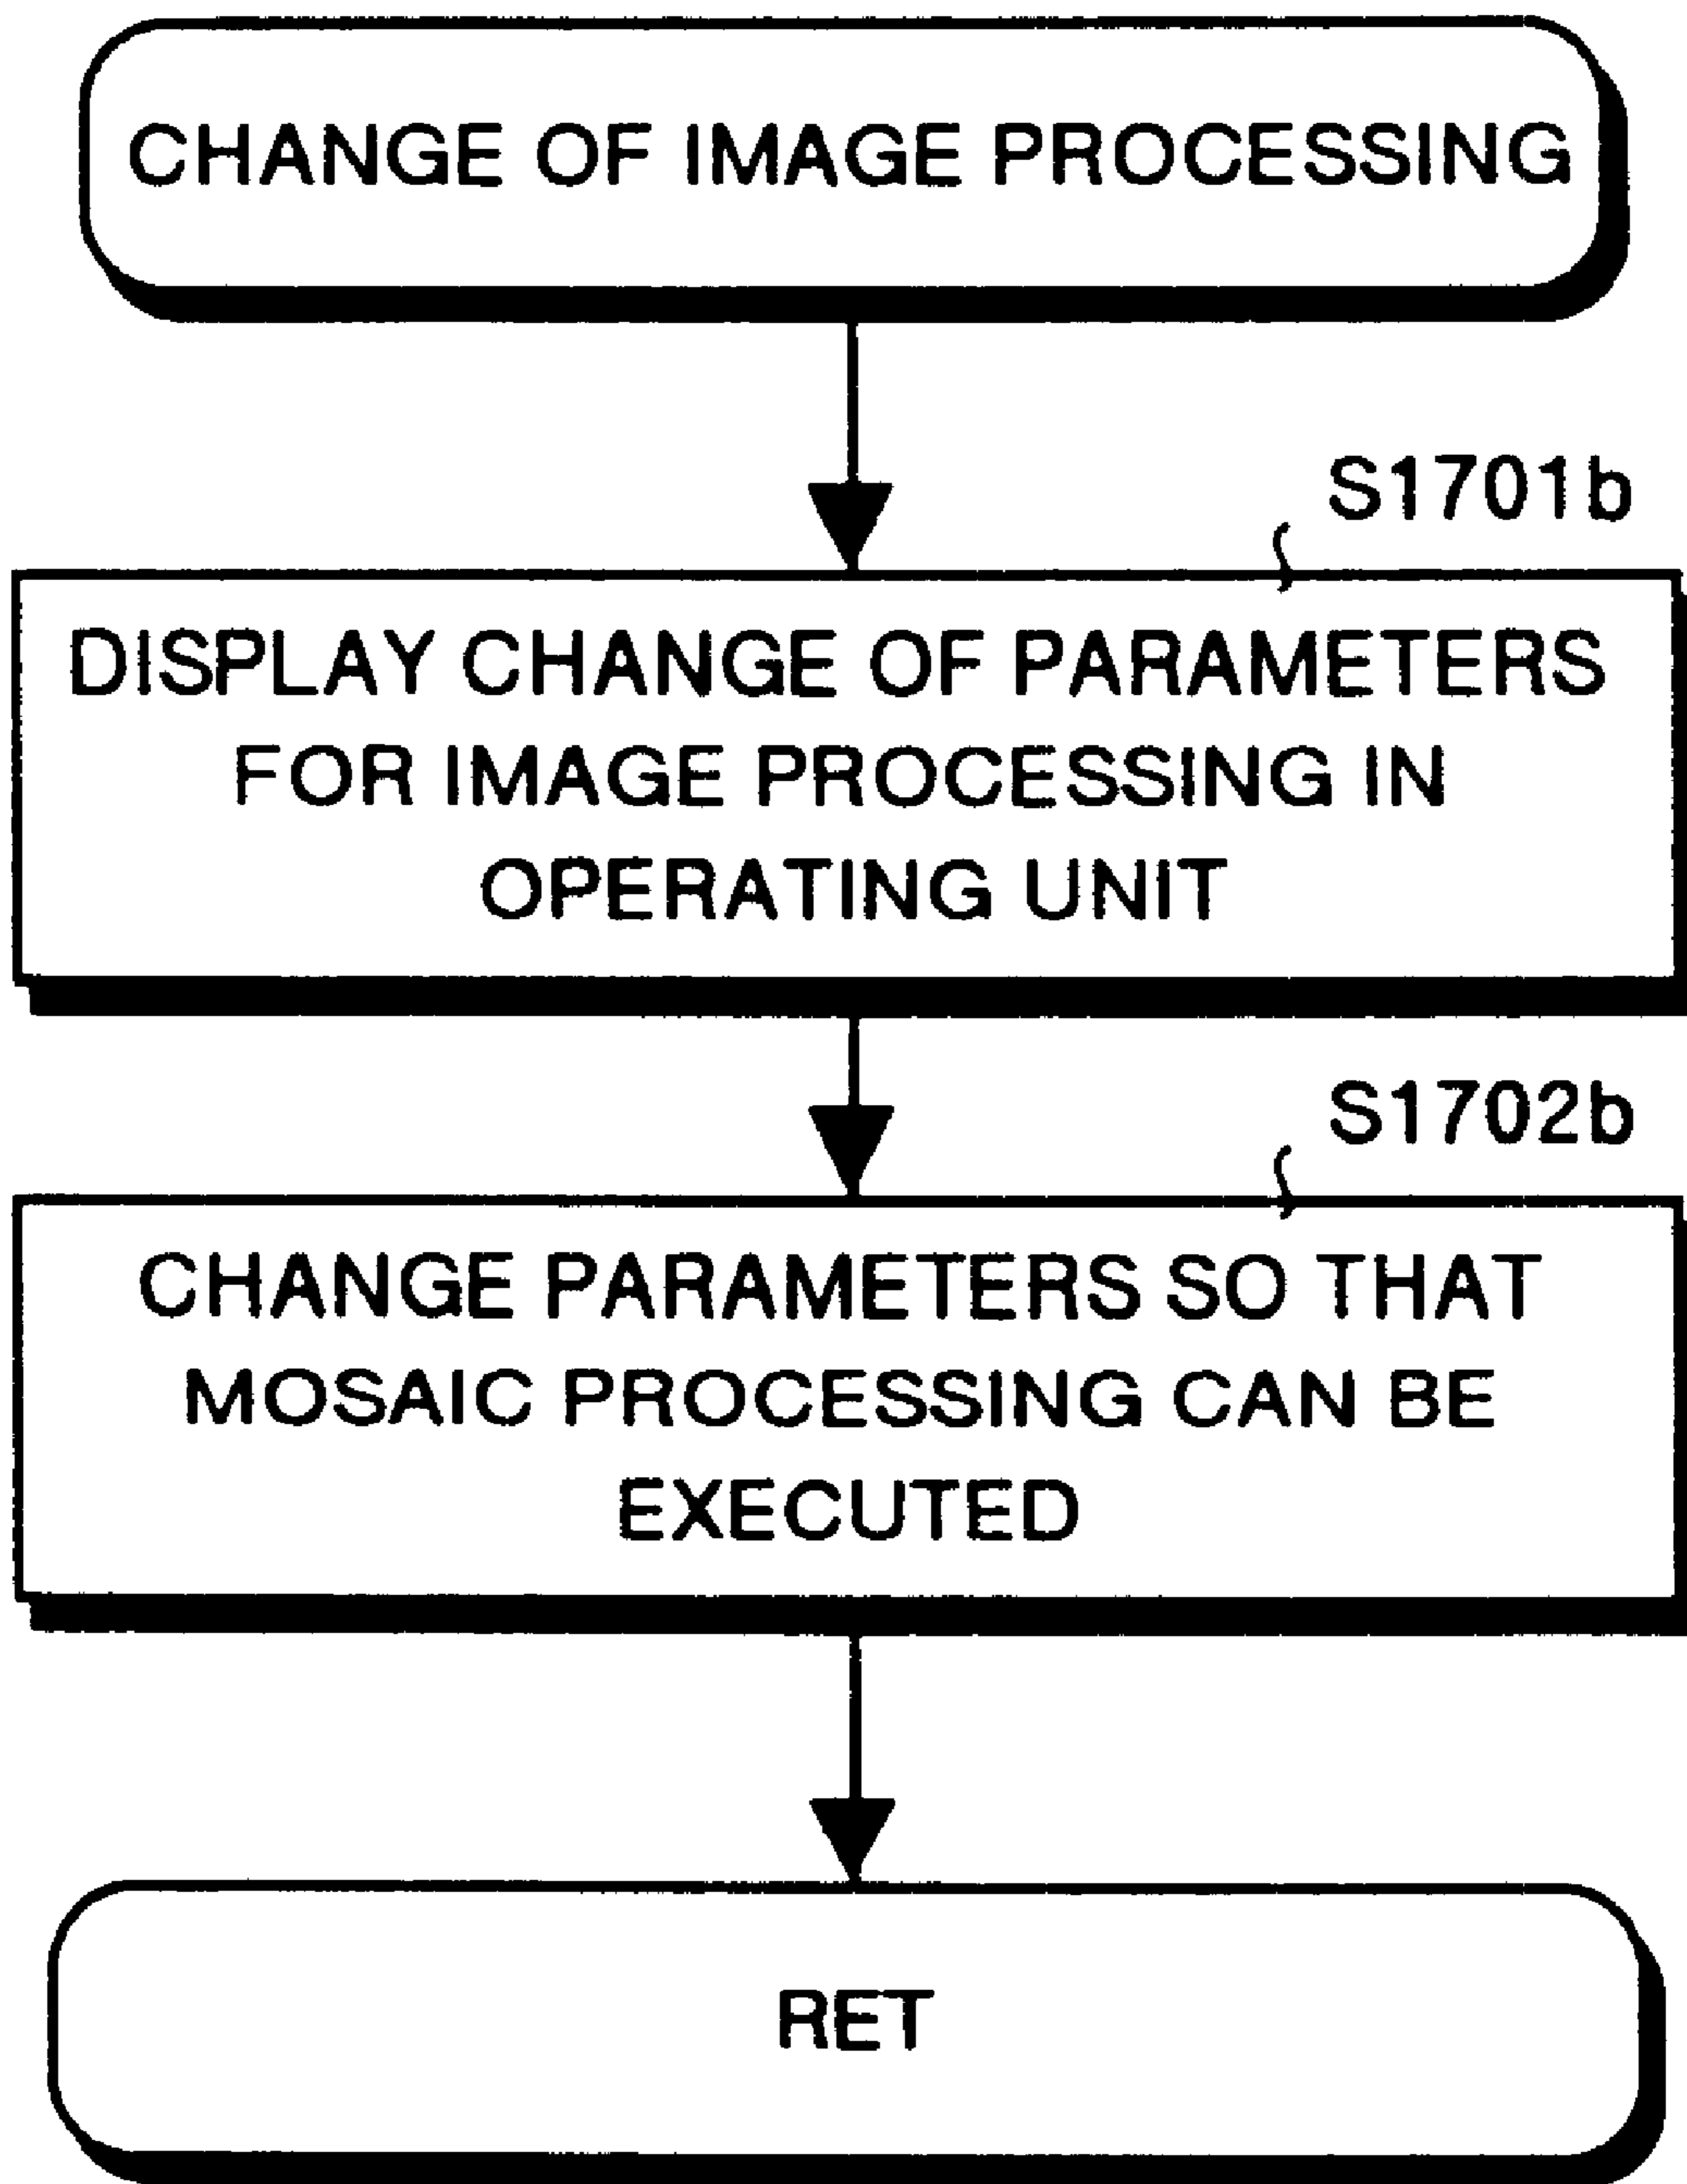 CHANGE OF IMAGE PROCESSING
S1701b
DISPLAY CHANGE OF PARAMETERS
FOR IMAGE PROCESSING IN
OPERATING UNIT
S1702b
CHANGE PARAMETERS SO THAT
MOSAIC PROCESSING CAN BE
EXECUTED
RET